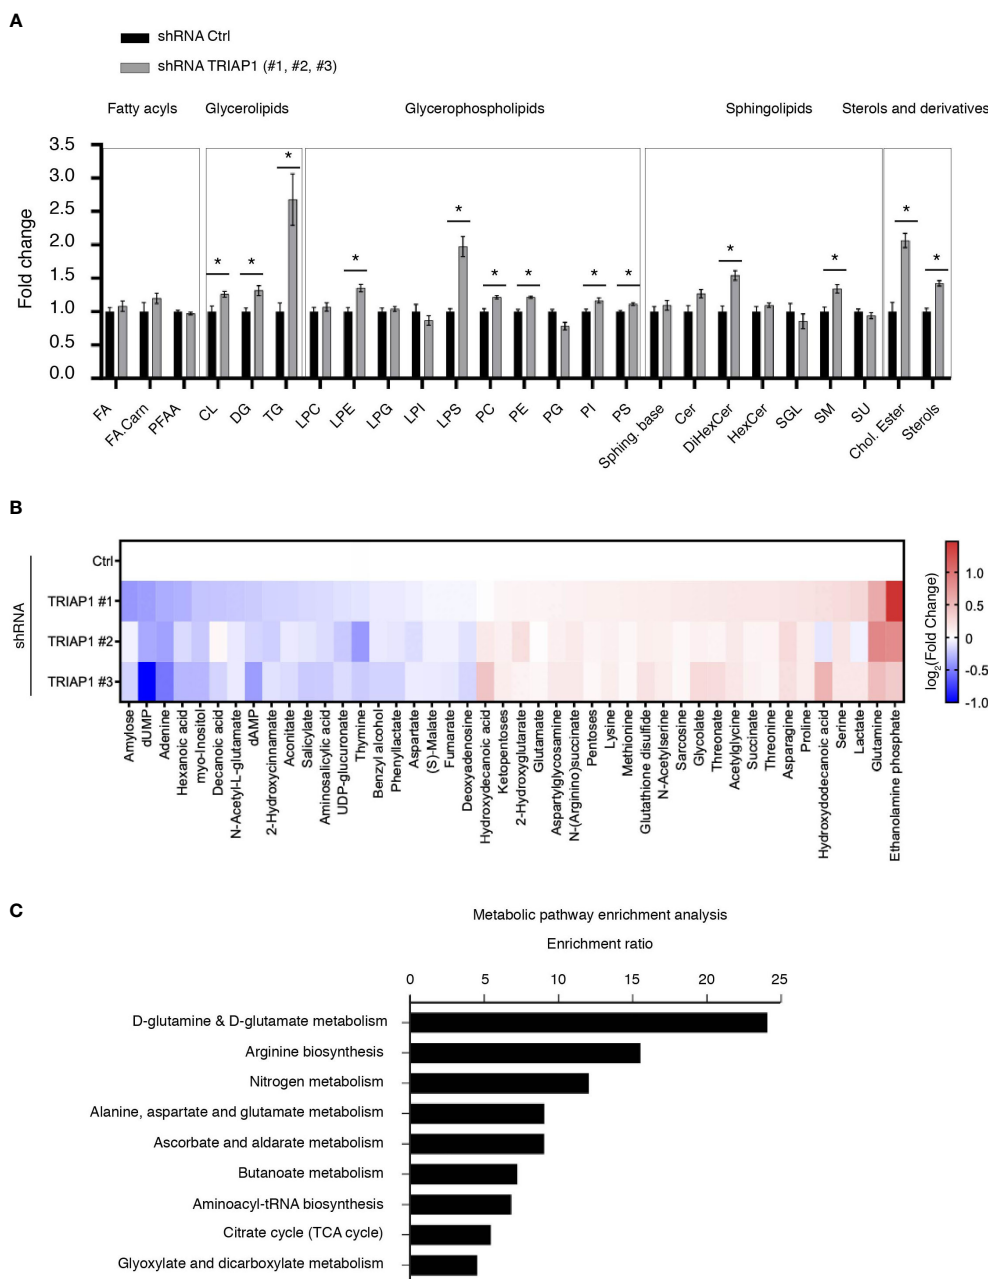 A
shRNA Ctrl
shRNA TRIAP1 (#1, #2, #3)
Fatty acyls
Glycerolipids
Glycerophospholipids
Sphingolipids
Sterols and derivatives
Fold change
3.5
3.0
2.5
2.0
1.5
1.0
0.5
0.0
*
*
*
*
*
*
*
*
*
*
*
*
*
FA
FA.Carn
PFAA
CL
DG
TG
LPC
LPE
LPG
LPI
LPS
PC
PE
PG
PI
PS
Sphing. base
Cer
DiHexCer
HexCer
SGL
SM
SU
Chol. Ester
Sterols
B
shRNA
Ctrl
TRIAP1 #1
TRIAP1 #2
TRIAP1 #3
Amylose
dUMP
Adenine
Hexanoic acid
myo-Inositol
Decanoic acid
N-Acetyl-L-glutamate
dAMP
2-Hydroxycinnamate
Aconitate
Salicylate
Aminosalicylic acid
UDP-glucuronate
Thymine
Benzyl alcohol
Phenyllactate
Aspartate
(S)-Malate
Fumarate
Deoxyadenosine
Hydroxydecanoic acid
Ketopentoses
2-Hydroxyglutarate
Glutamate
Aspartylglycosamine
N-(Arginino)succinate
Pentoses
Lysine
Methionine
Glutathione disulfide
N-Acetylserine
Sarcosine
Glycolate
Threonate
Acetylglycine
Succinate
Threonine
Asparagine
Proline
Hydroxydodecanoic acid
Serine
Lactate
Glutamine
Ethanolamine phosphate
log2(Fold Change)
1.0
0.5
0
-0.5
-1.0
C
Metabolic pathway enrichment analysis
Enrichment ratio
0 5 10 15 20 25
D-glutamine & D-glutamate metabolism
Arginine biosynthesis
Nitrogen metabolism
Alanine, aspartate and glutamate metabolism
Ascorbate and aldarate metabolism
Butanoate metabolism
Aminoacyl-tRNA biosynthesis
Citrate cycle (TCA cycle)
Glyoxylate and dicarboxylate metabolism